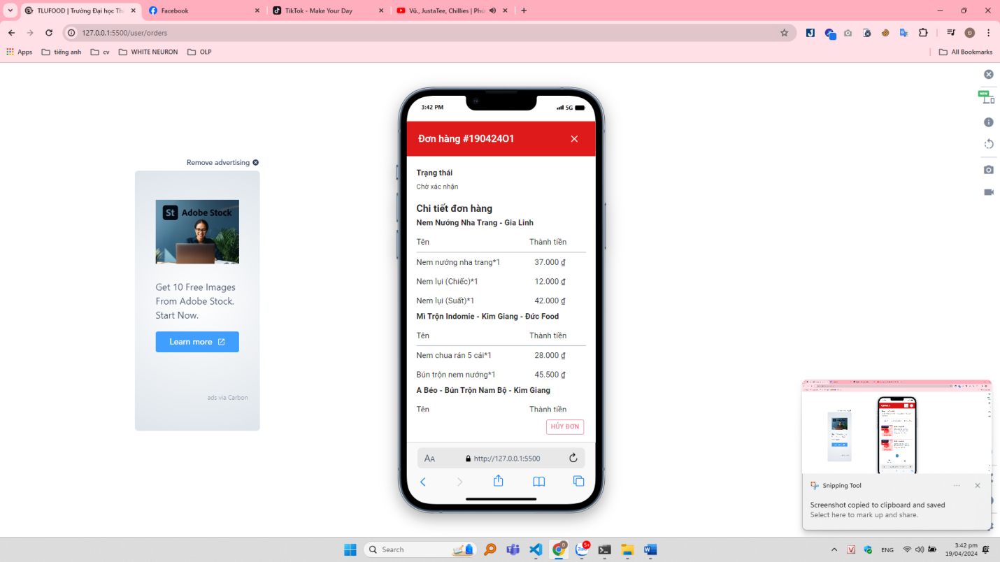 TLUFOOD | Trường Đại học Th
Facebook
TikTok - Make Your Day
Vũ., JustaTee, Chillies | Phú
127.0.0.1:5500/user/orders
Apps
tiếng anh
cv
WHITE NEURON
OLP
All Bookmarks
NEW
Remove advertising
St Adobe Stock
Get 10 Free Images
From Adobe Stock.
Start Now.
Learn more
ads via Carbon
3:42 PM
5G
Đơn hàng #190424O1
Trạng thái
Chờ xác nhận
Chi tiết đơn hàng
Nem Nướng Nha Trang - Gia Linh
Tên Thành tiền
Nem nướng nha trang*1 37.000 ₫
Nem lụi (Chiếc)*1 12.000 ₫
Nem lụi (Suất)*1 42.000 ₫
Mì Trộn Indomie - Kim Giang - Đức Food
Tên Thành tiền
Nem chua rán 5 cái*1 28.000 ₫
Bún trộn nem nướng*1 45.500 ₫
A Béo - Bún Trộn Nam Bộ - Kim Giang
Tên Thành tiền
HỦY ĐƠN
AA
http://127.0.0.1:5500
Snipping Tool
Screenshot copied to clipboard and saved
Select here to mark up and share.
Search
5+
Zalo
ENG
3:42 pm
19/04/2024